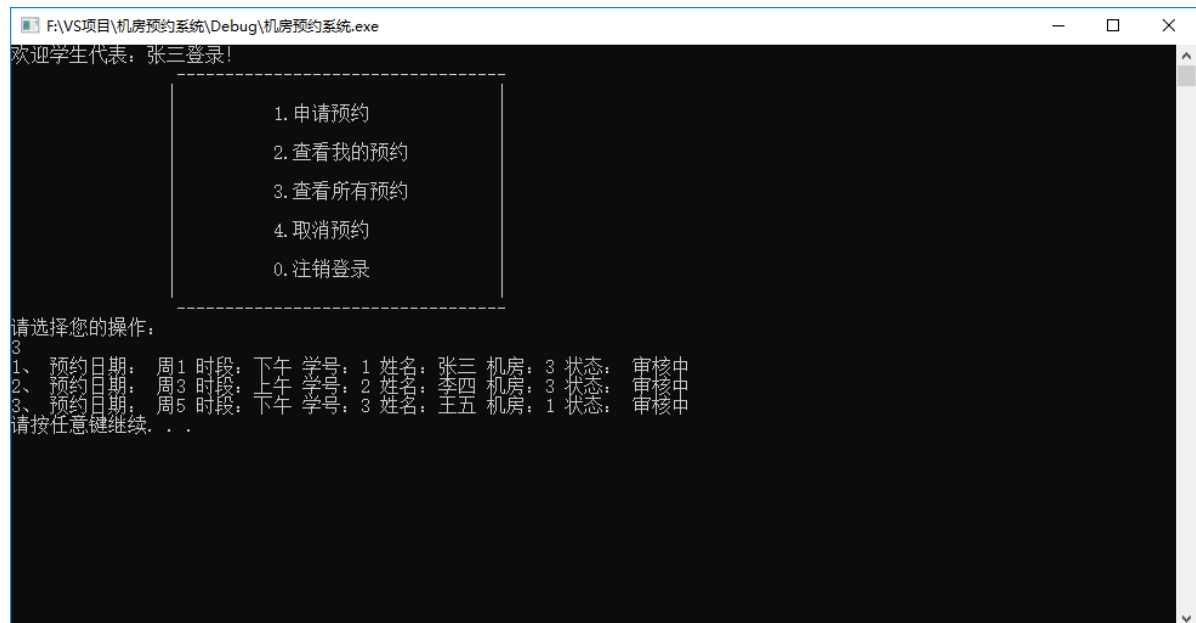 F:\VS项目\机房预约系统\Debug\机房预约系统.exe
欢迎学生代表：张三登录！
----------------------------------
1.申请预约
2.查看我的预约
3.查看所有预约
4.取消预约
0.注销登录
----------------------------------
请选择您的操作：
3
1、 预约日期： 周1 时段：下午 学号：1 姓名：张三 机房：3 状态： 审核中
2、 预约日期： 周3 时段：上午 学号：2 姓名：李四 机房：3 状态： 审核中
3、 预约日期： 周5 时段：下午 学号：3 姓名：王五 机房：1 状态： 审核中
请按任意键继续. . .